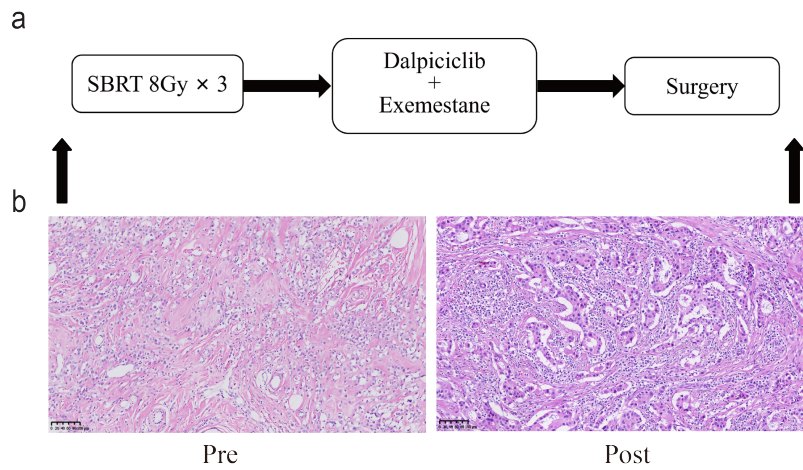 a
SBRT 8Gy × 3
Dalpiciclib
+
Exemestane
Surgery
b
Pre
Post